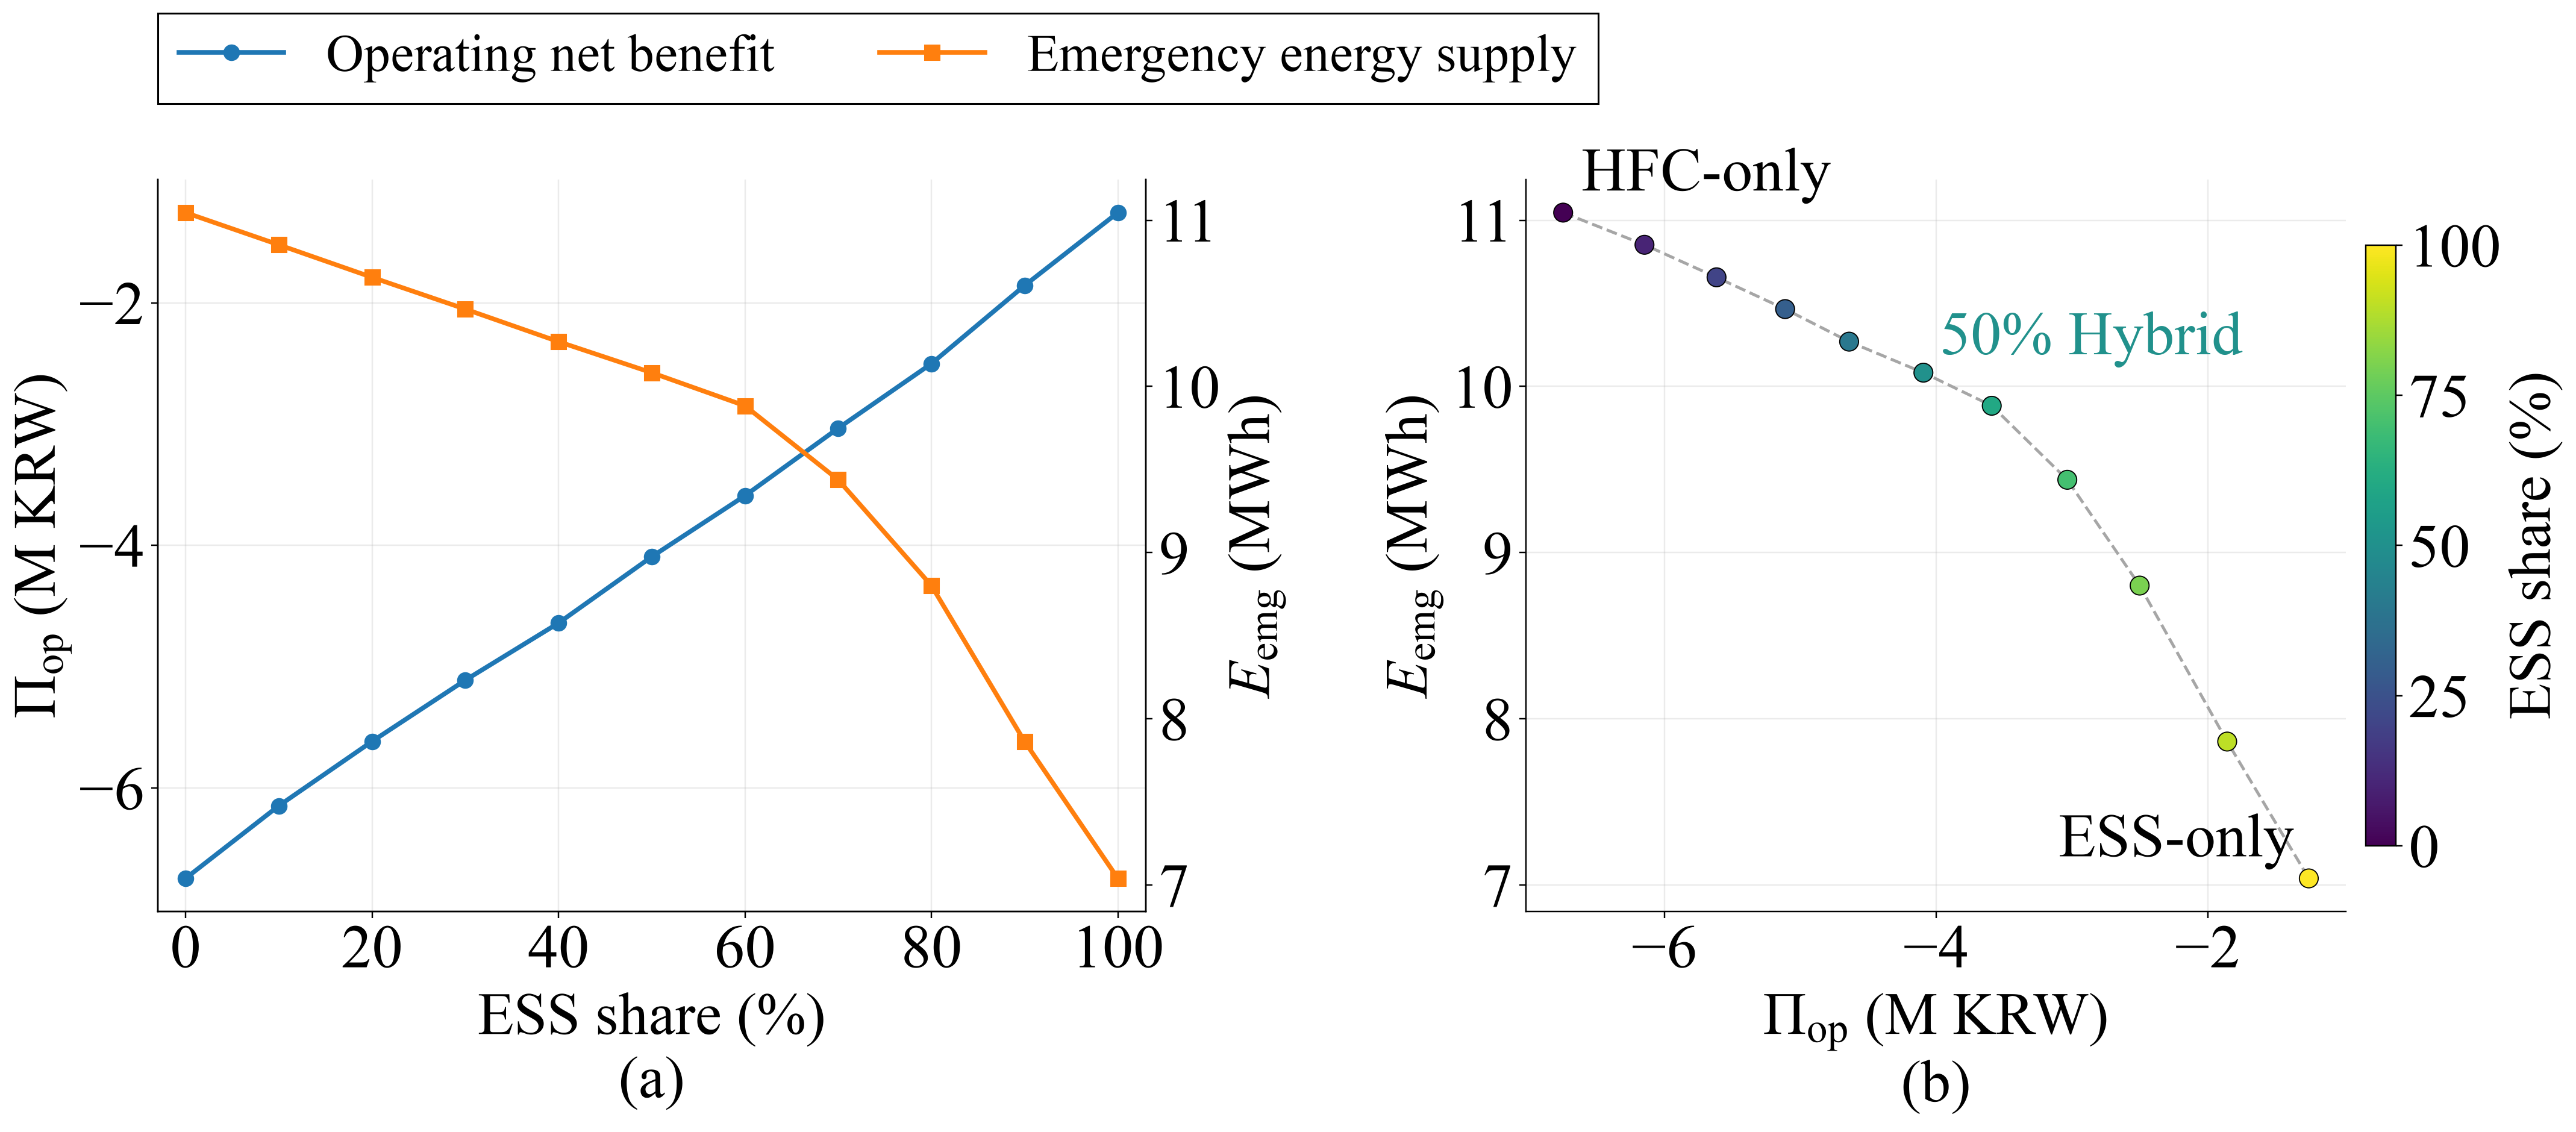 Operating net benefit
Emergency energy supply
Π_op (M KRW)
−2
−4
−6
0
20
40
60
80
100
ESS share (%)
(a)
11
10
9
8
7
E_emg (MWh)
E_emg (MWh)
11
10
9
8
7
HFC-only
50% Hybrid
ESS-only
−6
−4
−2
Π_op (M KRW)
(b)
100
75
50
25
0
ESS share (%)